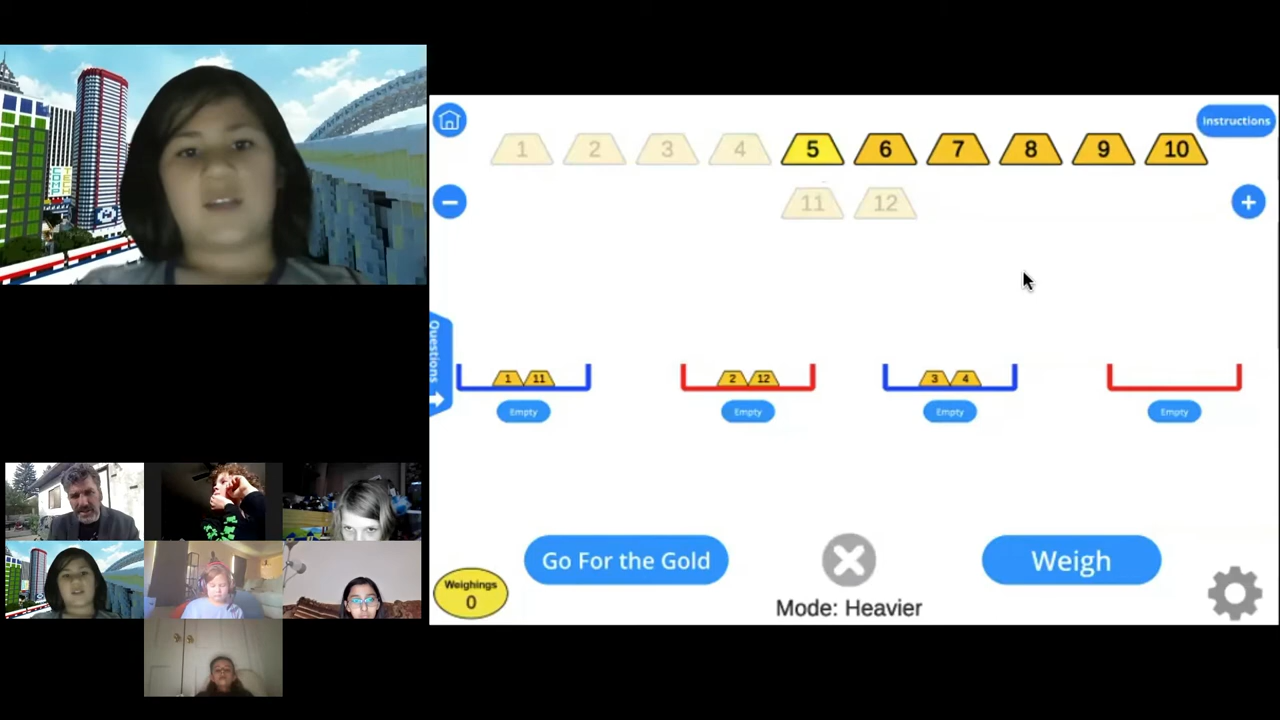 Instructions
1 2 3 4 5 6 7 8 9 10
11 12
Questions
1 11 2 12 3 4
Empty Empty Empty Empty
Go For the Gold
Weigh
Weighings
0
Mode: Heavier